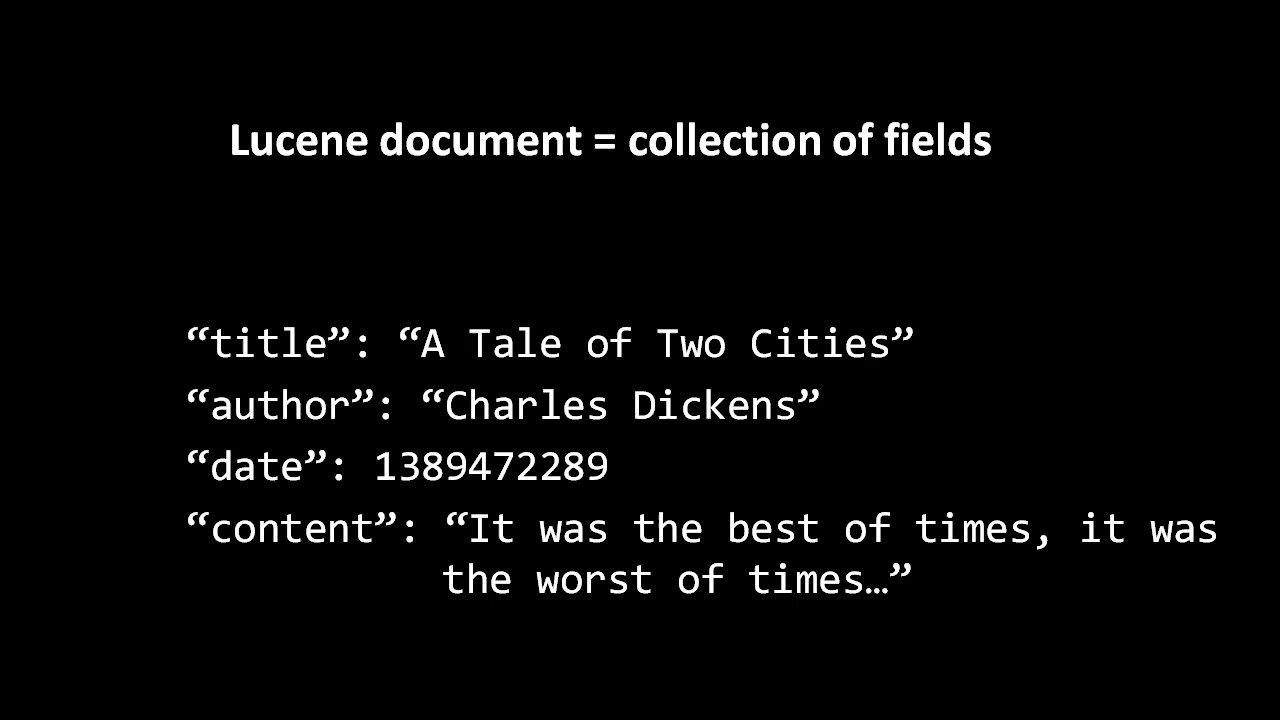 Lucene document = collection of fields
“title”: “A Tale of Two Cities”
“author”: “Charles Dickens”
“date”: 1389472289
“content”: “It was the best of times, it was
the worst of times…”